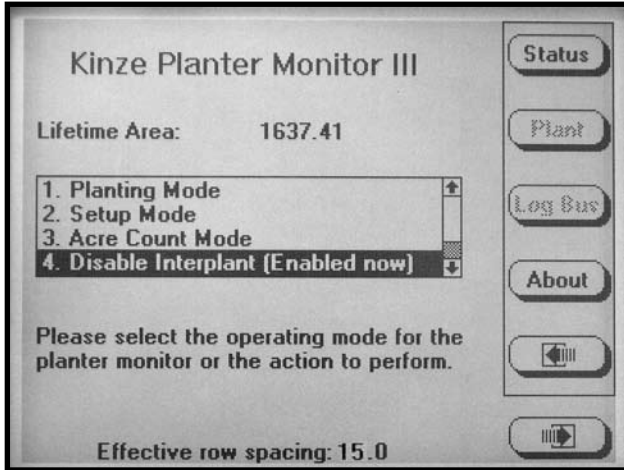 Kinze Planter Monitor III
Lifetime Area: 1637.41
1. Planting Mode
2. Setup Mode
3. Acre Count Mode
4. Disable Interplant (Enabled now)
Please select the operating mode for the
planter monitor or the action to perform.
Effective row spacing: 15.0
Status
Plant
Log Bus
About